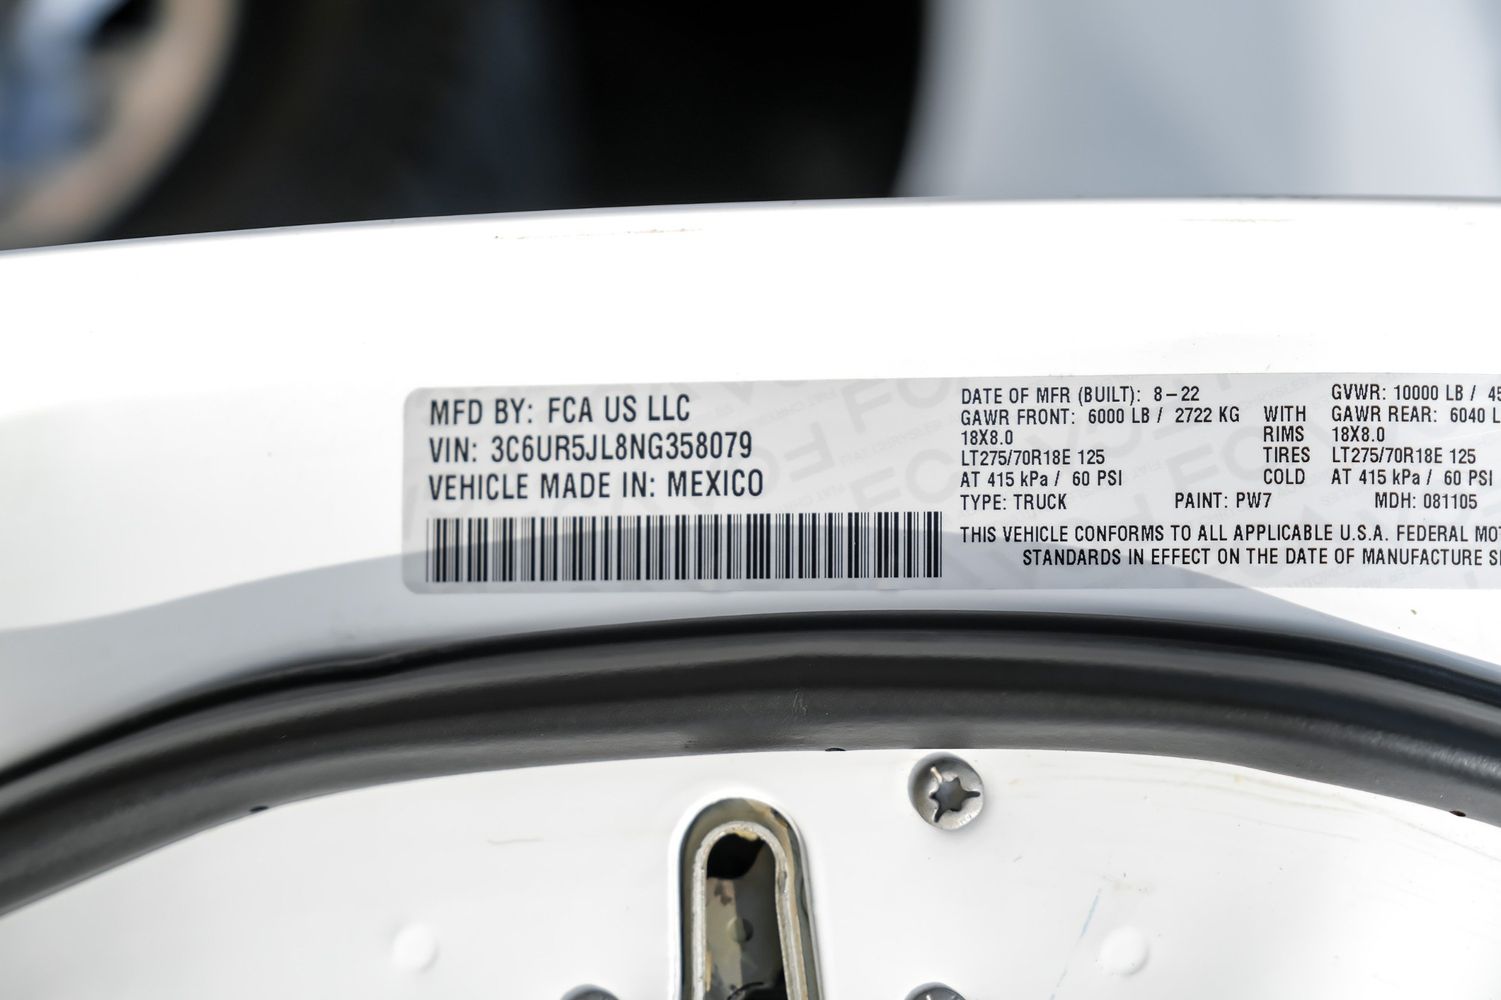 MFD BY: FCA US LLC
VIN: 3C6UR5JL8NG358079
VEHICLE MADE IN: MEXICO
DATE OF MFR (BUILT): 8-22 GVWR: 10000 LB / 45
GAWR FRONT: 6000 LB / 2722 KG WITH GAWR REAR: 6040 L
18X8.0 RIMS 18X8.0
LT275/70R18E 125 TIRES LT275/70R18E 125
AT 415 kPa / 60 PSI COLD AT 415 kPa / 60 PSI
TYPE: TRUCK PAINT: PW7 MDH: 081105
THIS VEHICLE CONFORMS TO ALL APPLICABLE U.S.A. FEDERAL MOT
STANDARDS IN EFFECT ON THE DATE OF MANUFACTURE S